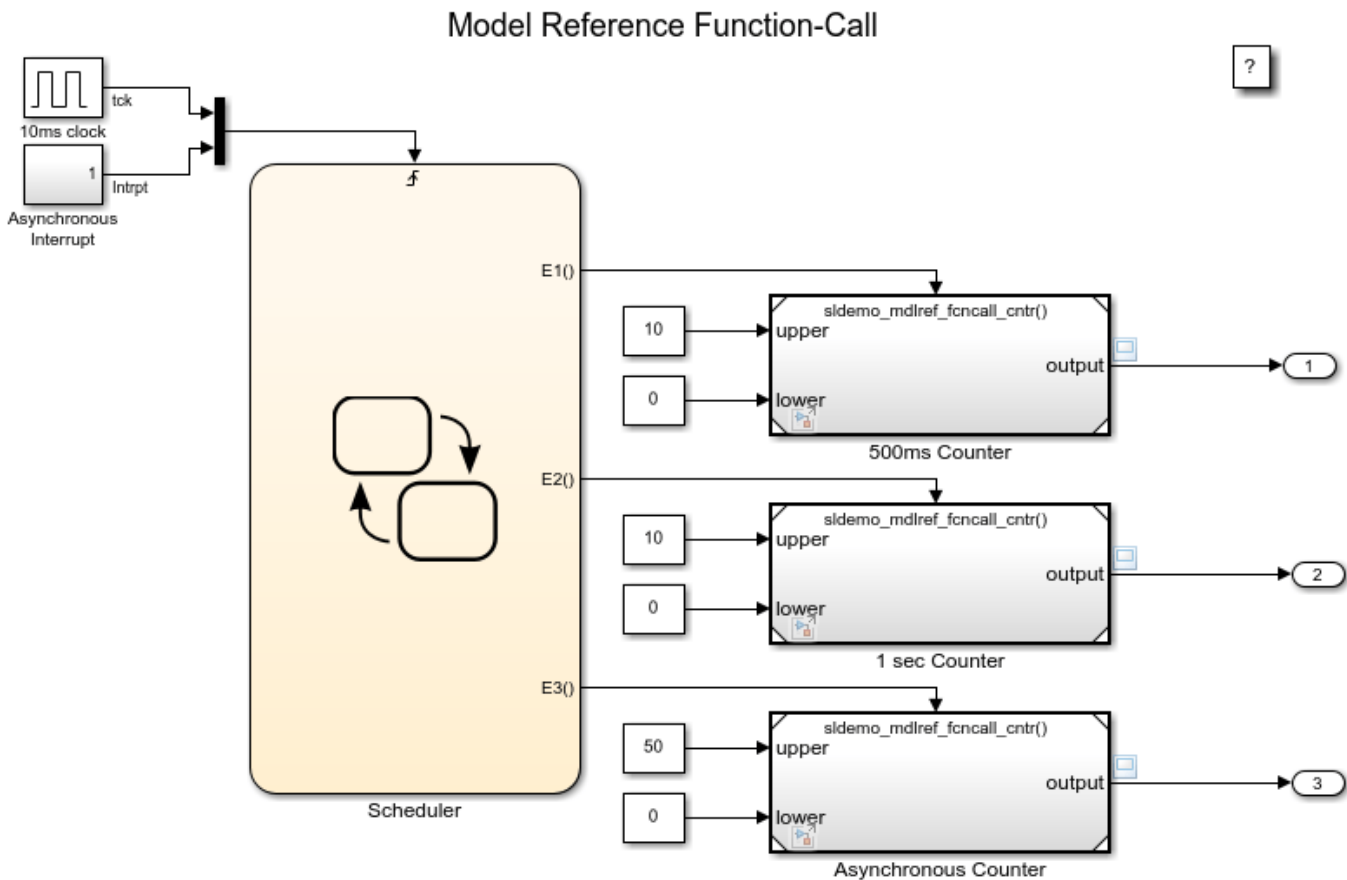 Model Reference Function-Call
?
tck
10ms clock
1
Intrpt
Asynchronous
Interrupt
E1()
10
0
sldemo_mdlref_fcncall_cntr()
upper
lower
output
1
500ms Counter
E2()
10
0
sldemo_mdlref_fcncall_cntr()
upper
lower
output
2
1 sec Counter
E3()
50
0
sldemo_mdlref_fcncall_cntr()
upper
lower
output
3
Asynchronous Counter
Scheduler